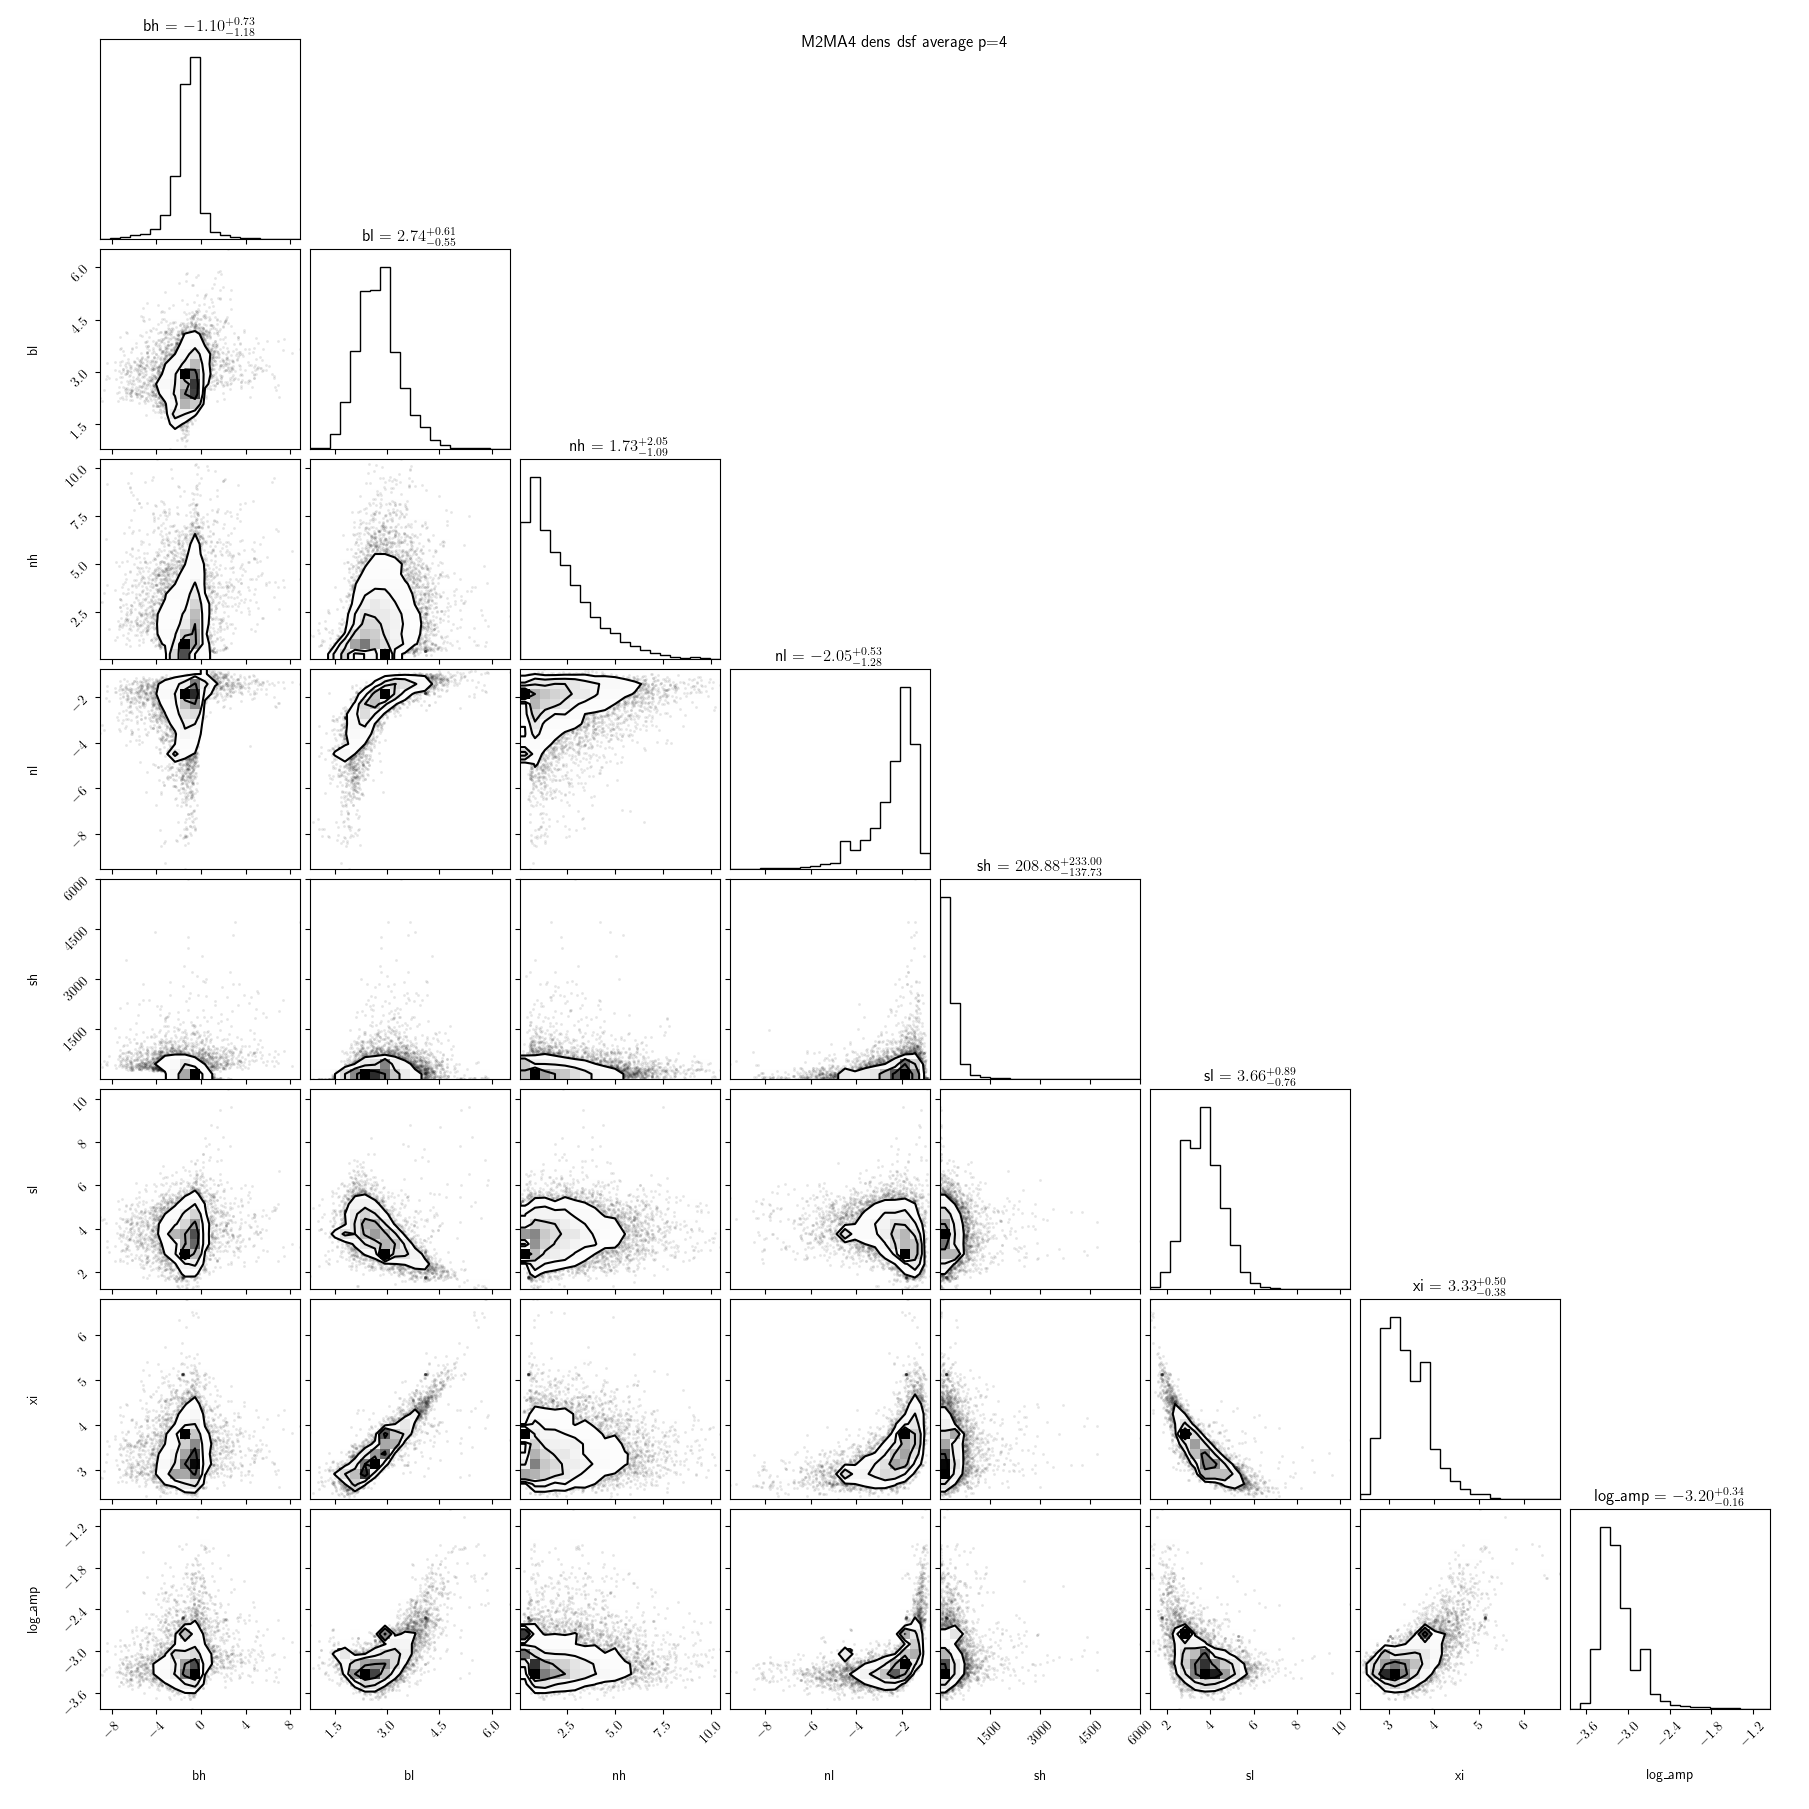 bh = −1.10 +0.73 −1.18
M2MA4 dens dsf average p=4
bl = 2.74 +0.61 −0.55
6.0
4.5
3.0
1.5
bl
nh = 1.73 +2.05 −1.09
10.0
7.5
5.0
2.5
nh
nl = −2.05 +0.53 −1.28
−2
−4
−6
−8
nl
sh = 208.88 +233.00 −137.73
6000
4500
3000
1500
sh
sl = 3.66 +0.89 −0.76
10
8
6
4
2
sl
xi = 3.33 +0.50 −0.38
6
5
4
3
xi
log_amp = −3.20 +0.34 −0.16
−1.2
−1.8
−2.4
−3.0
−3.6
log_amp
−8 −4 0 4 8 1.5 3.0 4.5 6.0 2.5 5.0 7.5 10.0 −8 −6 −4 −2 1500 3000 4500 6000 2 4 6 8 10 3 4 5 6 −3.6 −3.0 −2.4 −1.8 −1.2
bh bl nh nl sh sl xi log_amp